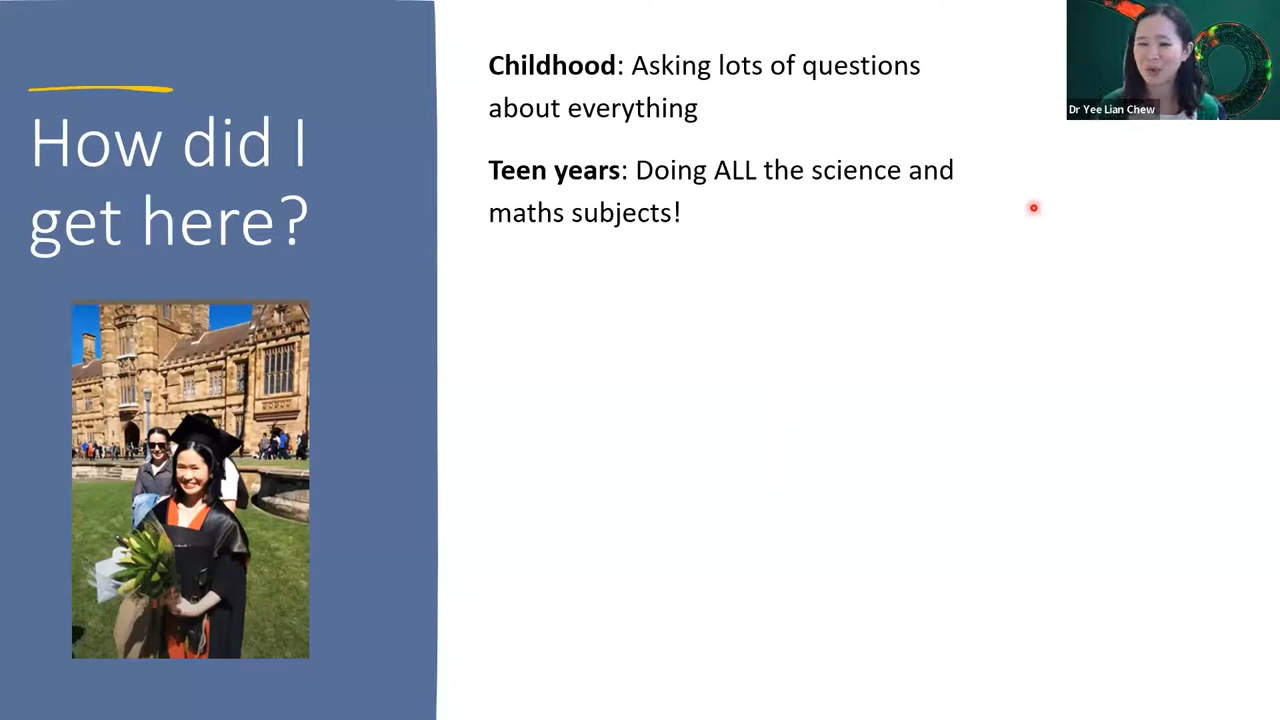 How did I
get here?
Childhood: Asking lots of questions
about everything
Teen years: Doing ALL the science and
maths subjects!
Dr Yee Lian Chew